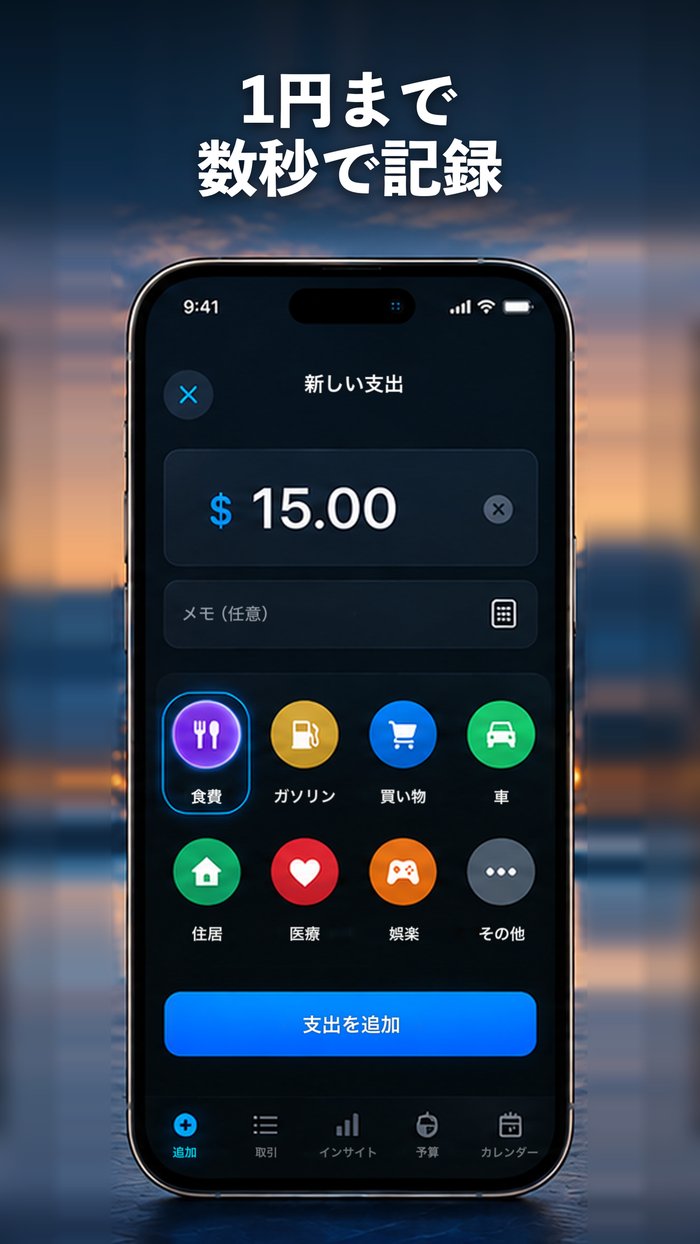 1円まで
数秒で記録
9:41
新しい支出
$ 15.00
メモ（任意）
食費 ガソリン 買い物 車
住居 医療 娯楽 その他
支出を追加
追加 取引 インサイト 予算 カレンダー